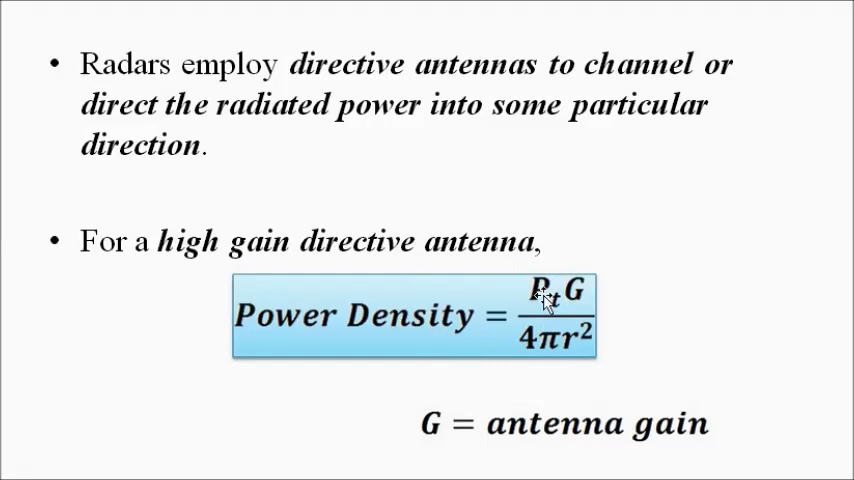 • Radars employ directive antennas to channel or
direct the radiated power into some particular
direction.
• For a high gain directive antenna,
Power Density = PₜG / 4πr²
G = antenna gain